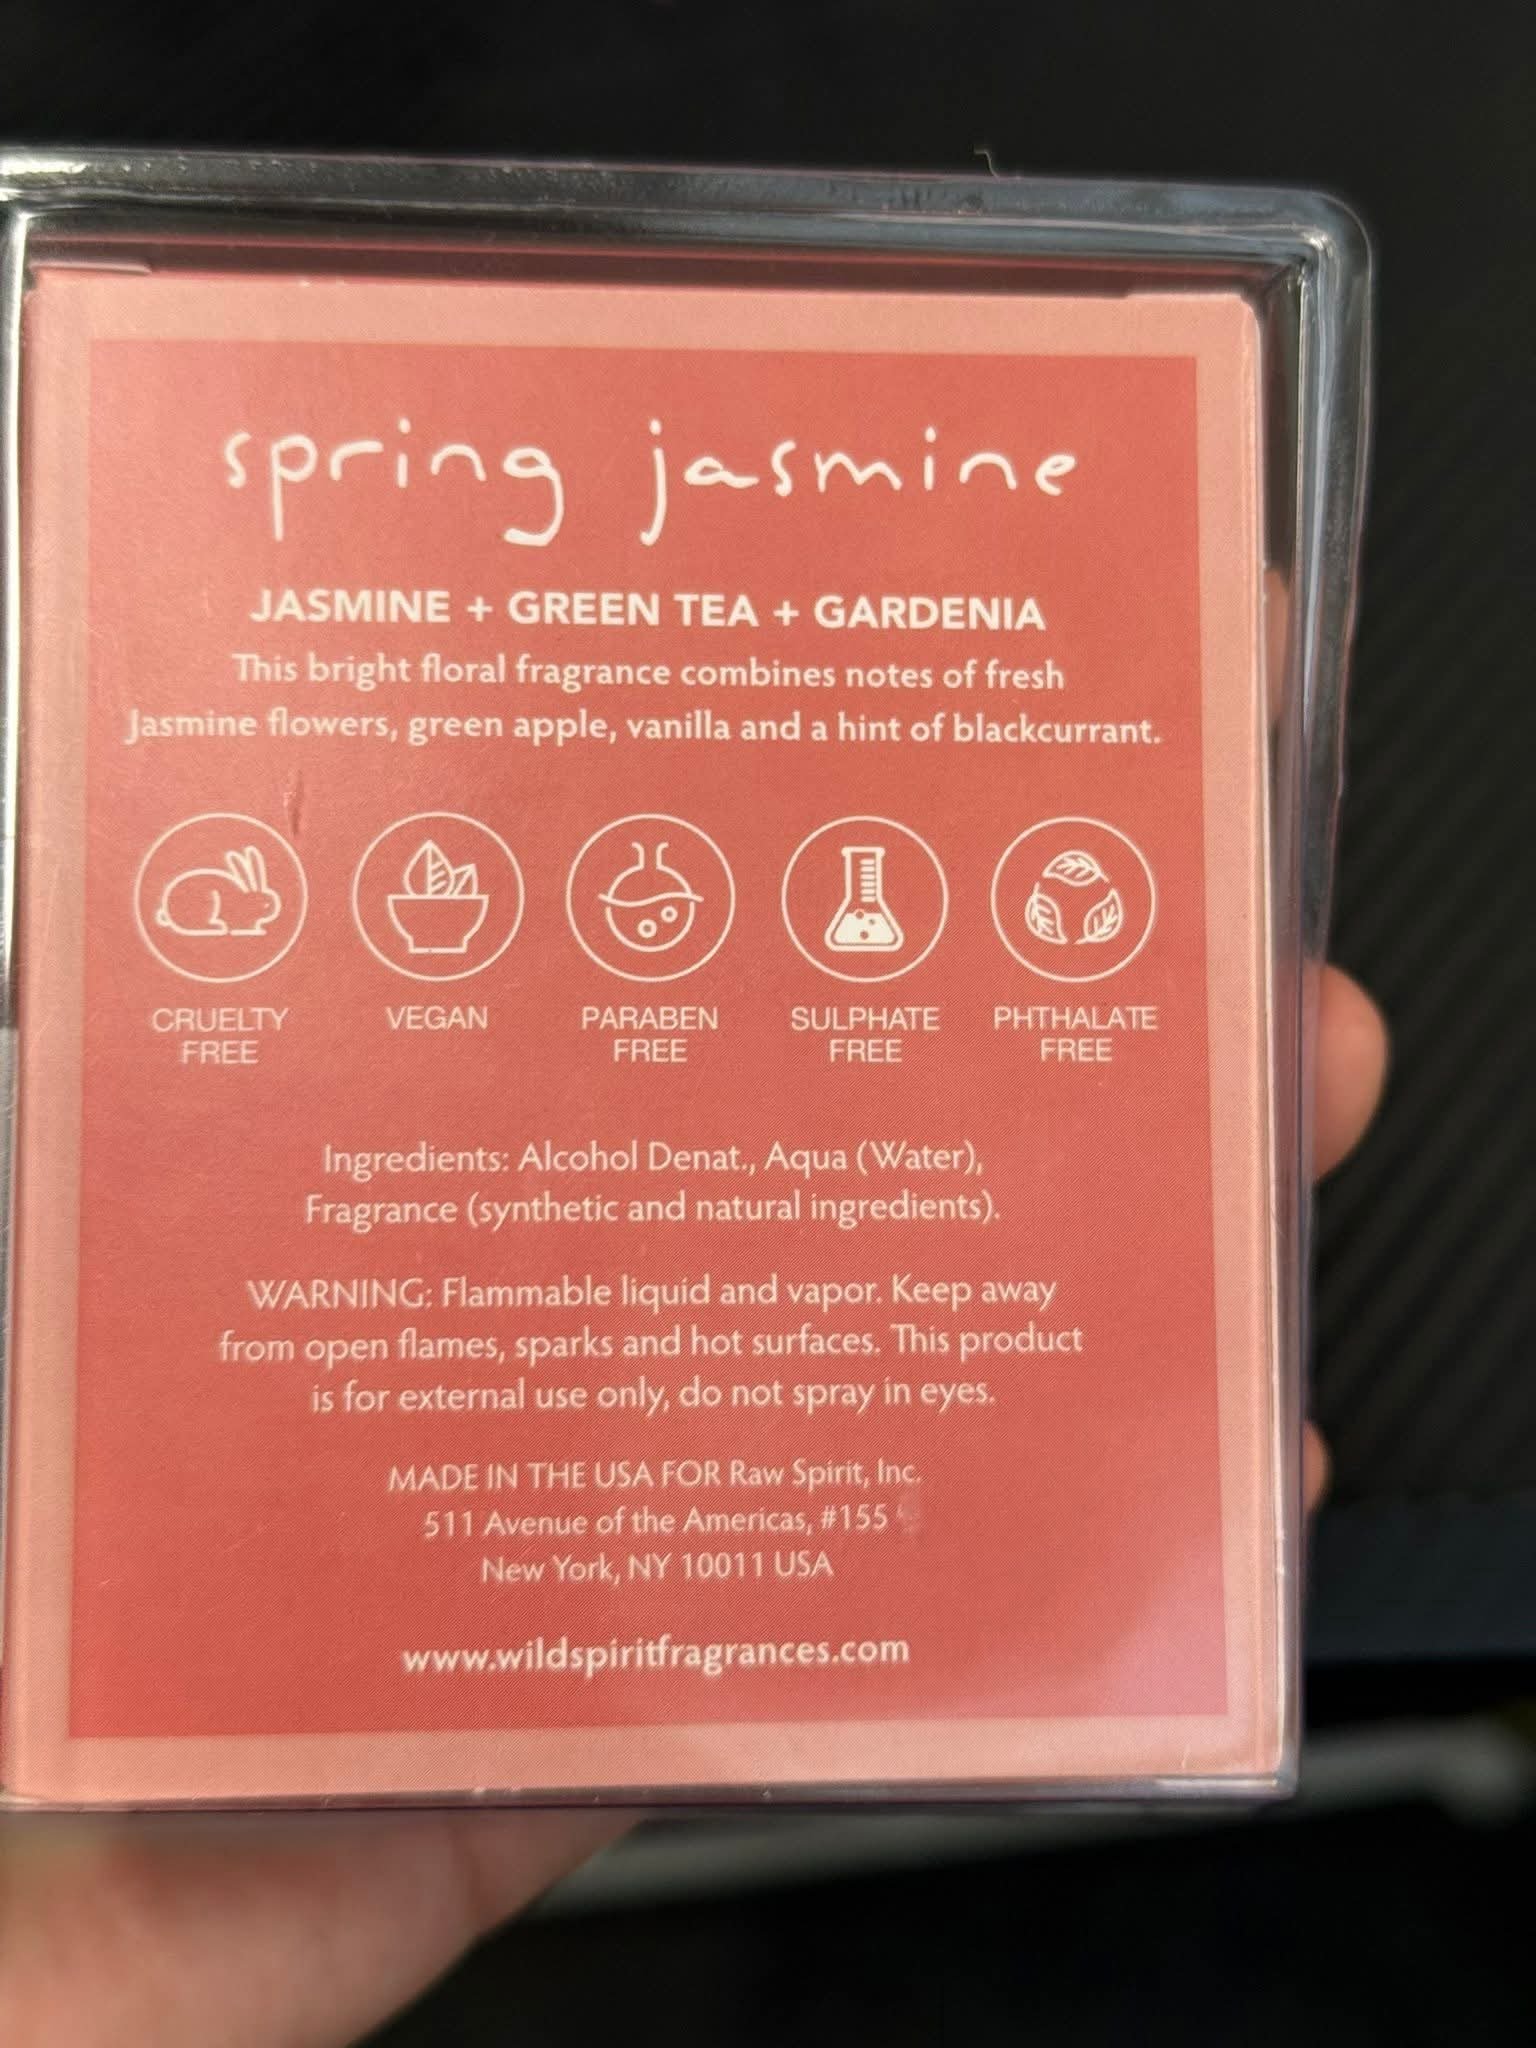 spring jasmine
JASMINE + GREEN TEA + GARDENIA
This bright floral fragrance combines notes of fresh
Jasmine flowers, green apple, vanilla and a hint of blackcurrant.
CRUELTY FREE
VEGAN
PARABEN FREE
SULPHATE FREE
PHTHALATE FREE
Ingredients: Alcohol Denat., Aqua (Water),
Fragrance (synthetic and natural ingredients).
WARNING: Flammable liquid and vapor. Keep away
from open flames, sparks and hot surfaces. This product
is for external use only, do not spray in eyes.
MADE IN THE USA FOR Raw Spirit, Inc.
511 Avenue of the Americas, #155
New York, NY 10011 USA
www.wildspiritfragrances.com